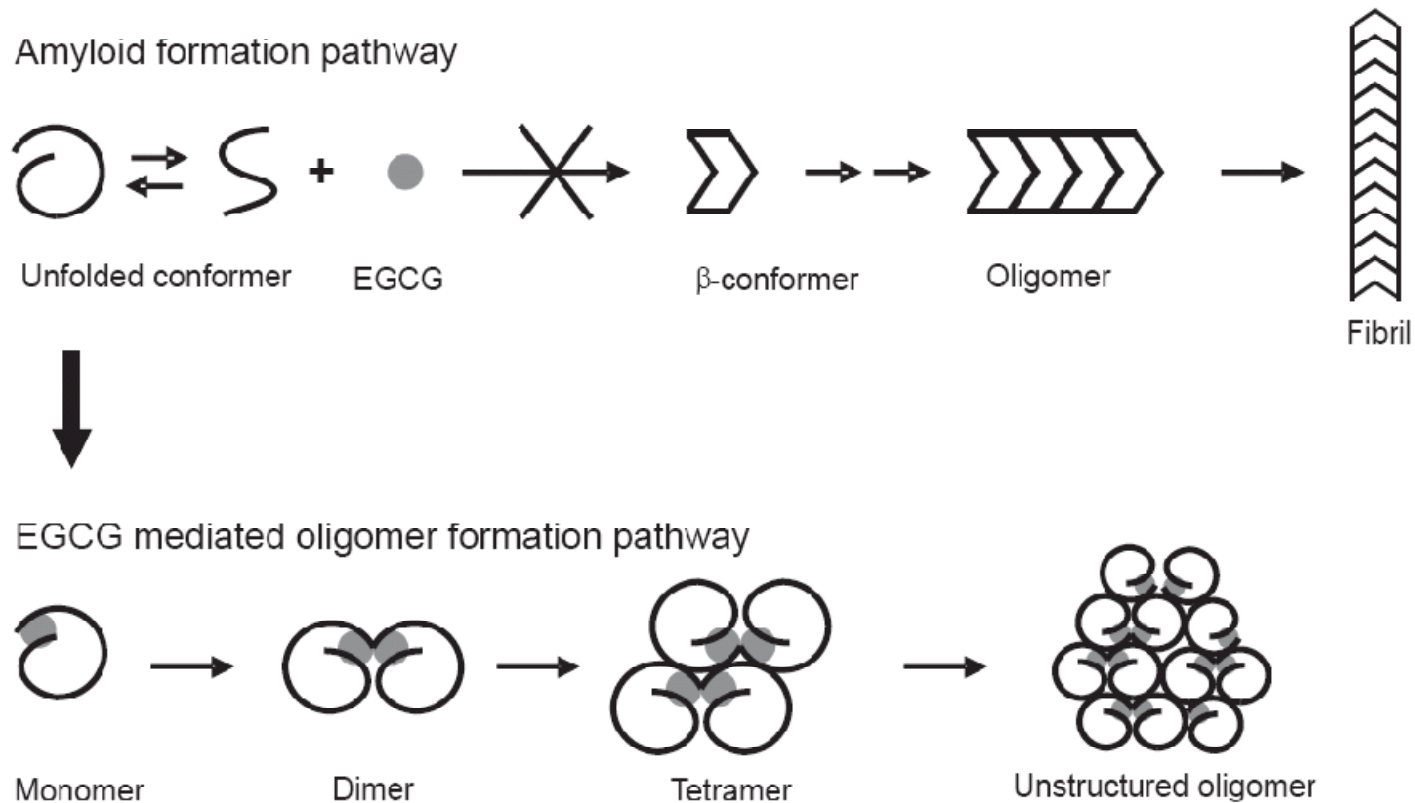 Amyloid formation pathway
+
Unfolded conformer
EGCG
β-conformer
Oligomer
Fibril
EGCG mediated oligomer formation pathway
Monomer
Dimer
Tetramer
Unstructured oligomer